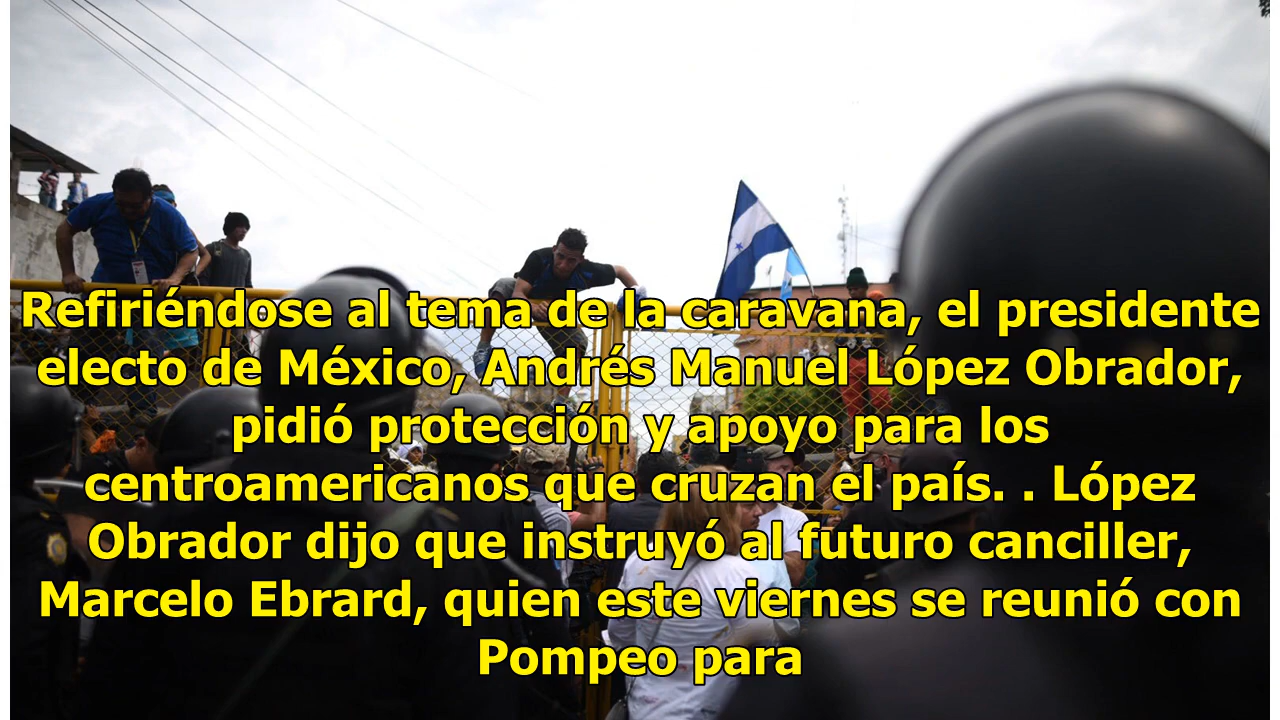 Refiriéndose al tema de la caravana, el presidente
electo de México, Andrés Manuel López Obrador,
pidió protección y apoyo para los
centroamericanos que cruzan el país. . López
Obrador dijo que instruyó al futuro canciller,
Marcelo Ebrard, quien este viernes se reunió con
Pompeo para